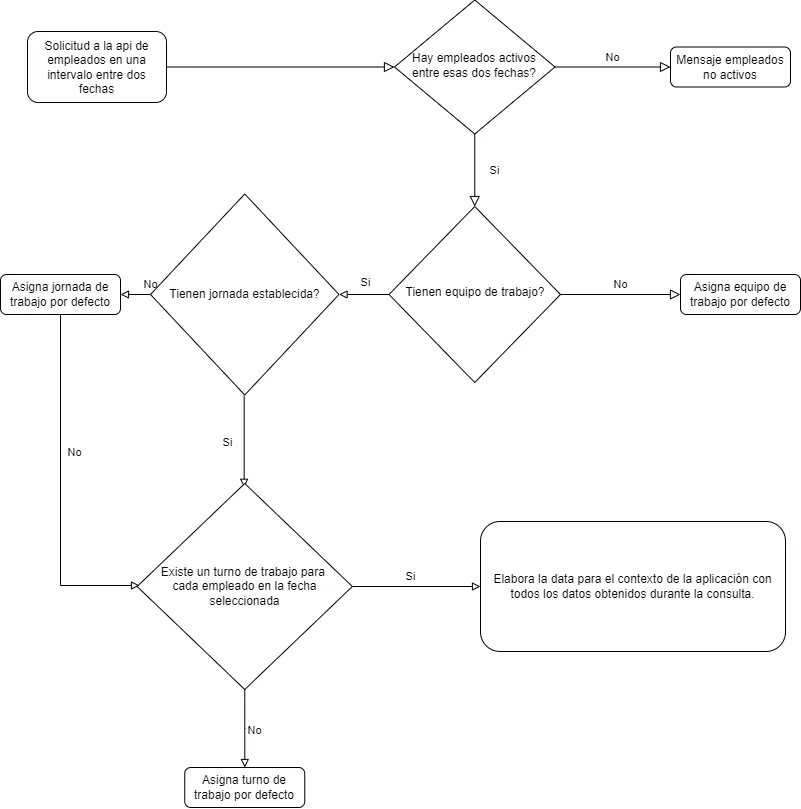 Solicitud a la api de
empleados en una
intervalo entre dos
fechas
Hay empleados activos
entre esas dos fechas?
No
Mensaje empleados
no activos
Si
Tienen equipo de trabajo?
No
Asigna equipo de
trabajo por defecto
Si
Tienen jornada establecida?
No
Asigna jornada de
trabajo por defecto
Si
No
Existe un turno de trabajo para
cada empleado en la fecha
seleccionada
Si
Elabora la data para el contexto de la aplicación con
todos los datos obtenidos durante la consulta.
No
Asigna turno de
trabajo por defecto